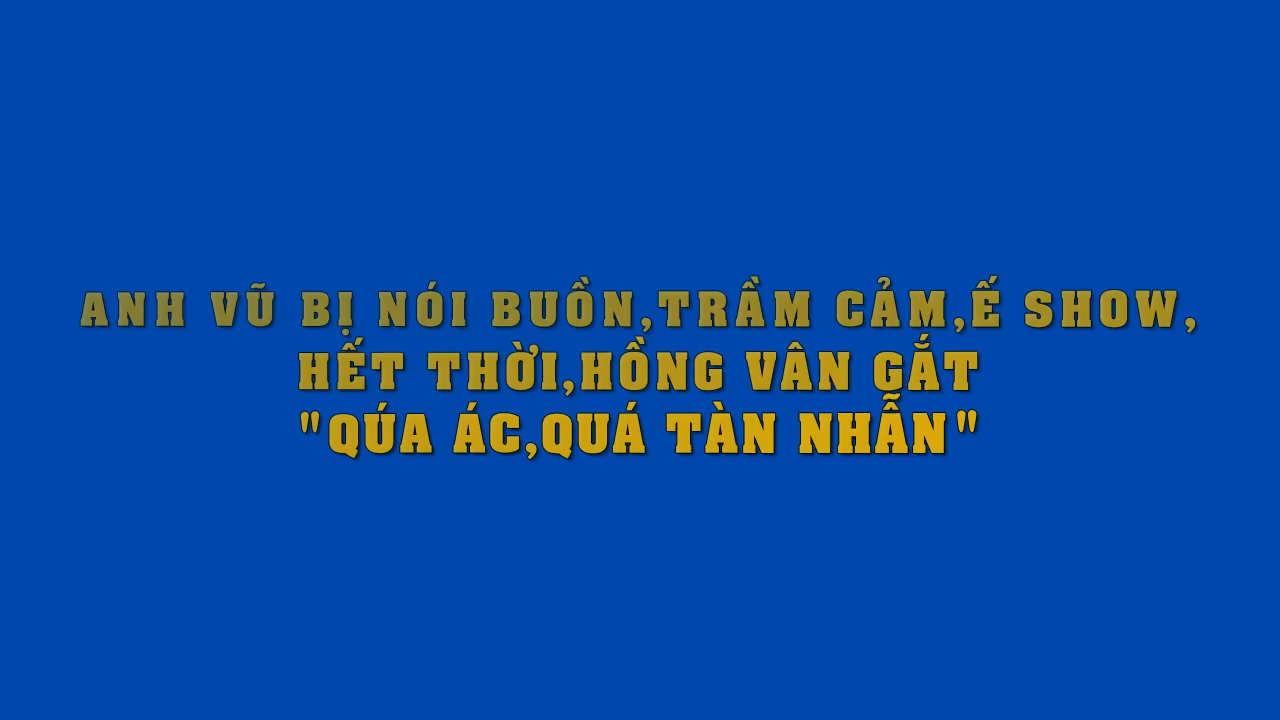 ANH VŨ BỊ NÓI BUỒN,TRẦM CẢM,Ế SHOW,
HẾT THỜI,HỒNG VÂN GẮT
"QÚA ÁC,QUÁ TÀN NHẪN"